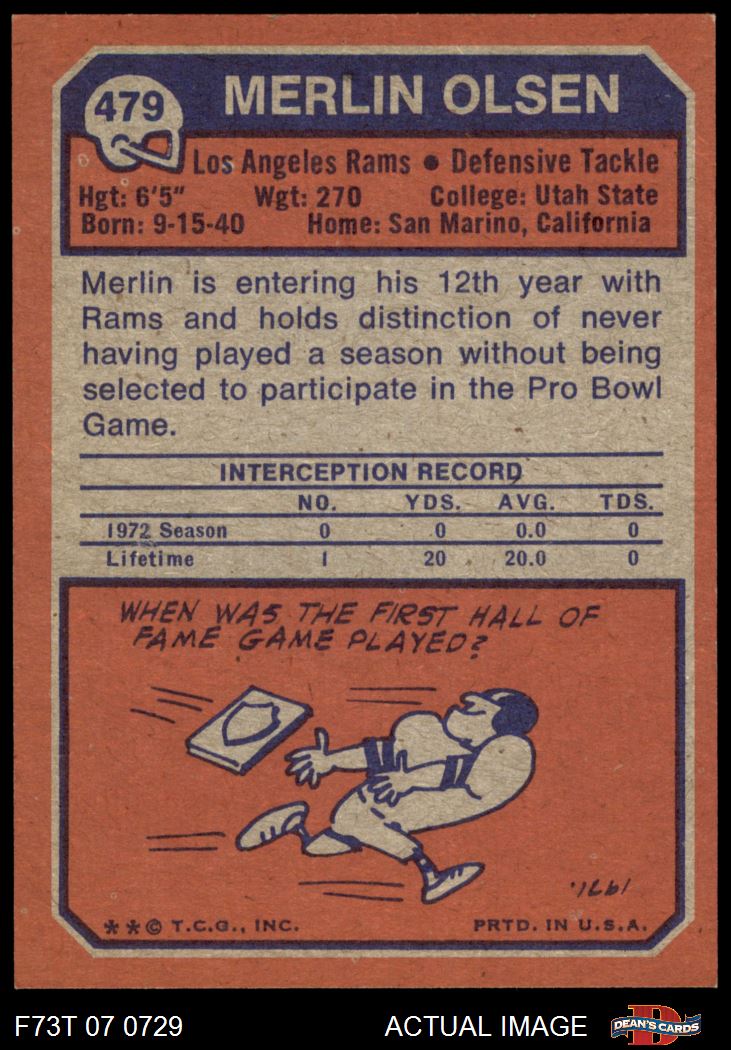 479
MERLIN OLSEN
Los Angeles Rams ● Defensive Tackle
Hgt: 6'5" Wgt: 270 College: Utah State
Born: 9-15-40 Home: San Marino, California
Merlin is entering his 12th year with
Rams and holds distinction of never
having played a season without being
selected to participate in the Pro Bowl
Game.
INTERCEPTION RECORD
NO. YDS. AVG. TDS.
1972 Season 0 0 0.0 0
Lifetime 1 20 20.0 0
WHEN WAS THE FIRST HALL OF
FAME GAME PLAYED?
1971.
** © T.C.G., INC. PRTD. IN U.S.A.
F73T 07 0729 ACTUAL IMAGE D DEAN'S CARDS